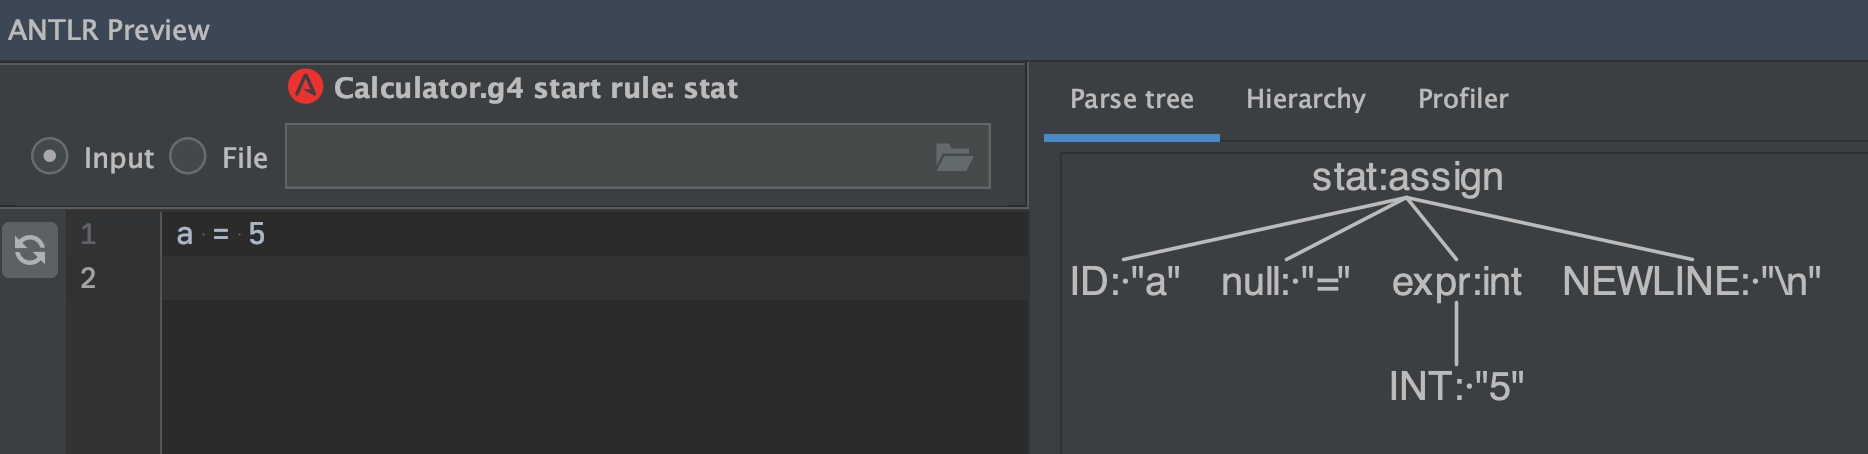 ANTLR Preview
Calculator.g4 start rule: stat
Input File
1 a = 5
2
Parse tree Hierarchy Profiler
stat:assign
ID:·"a" null:·"=" expr:int NEWLINE:·"\n"
INT:·"5"